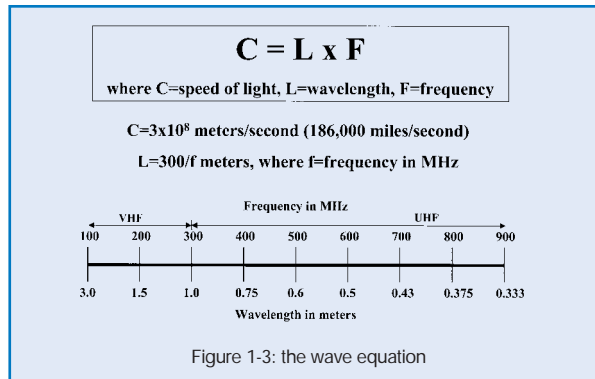 C = L x F
where C=speed of light, L=wavelength, F=frequency
C=3x10⁸ meters/second (186,000 miles/second)
L=300/f meters, where f=frequency in MHz
Frequency in MHz
VHF UHF
100 200 300 400 500 600 700 800 900
3.0 1.5 1.0 0.75 0.6 0.5 0.43 0.375 0.333
Wavelength in meters
Figure 1-3: the wave equation